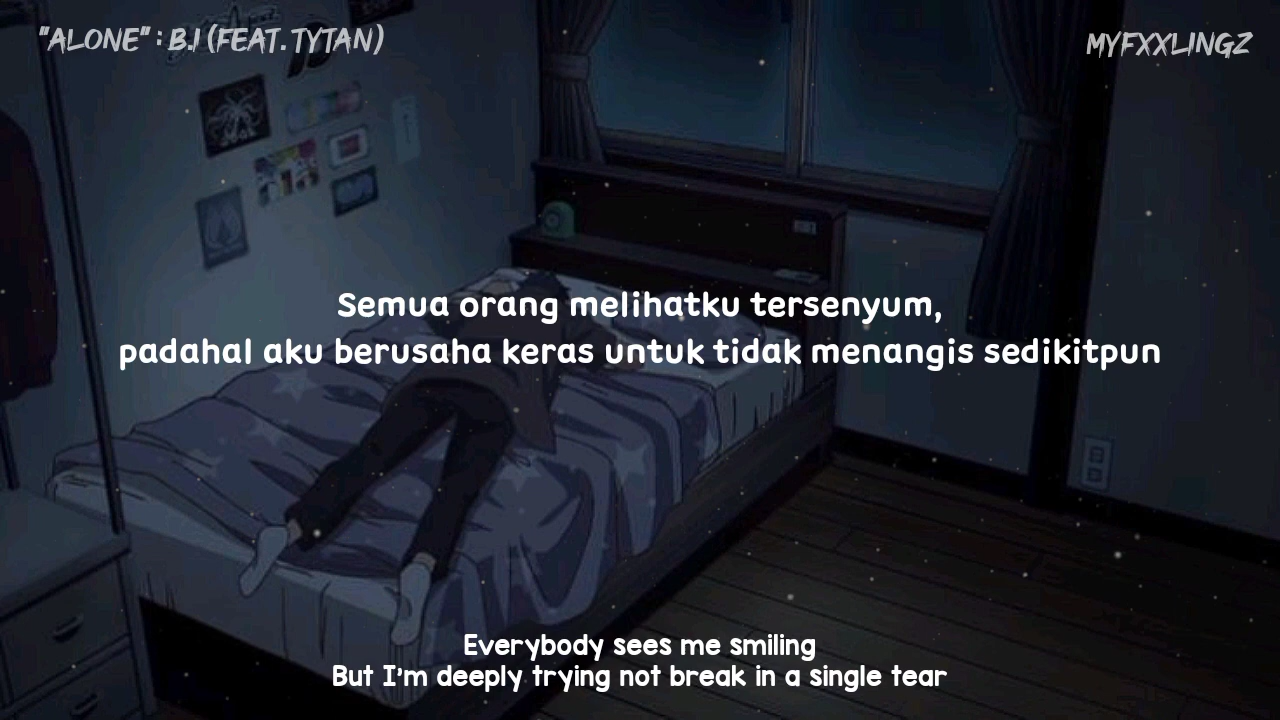 "ALONE" : B.I (FEAT. TYTAN)
MYFXXLINGZ
Semua orang melihatku tersenyum,
padahal aku berusaha keras untuk tidak menangis sedikitpun
Everybody sees me smiling
But I'm deeply trying not break in a single tear